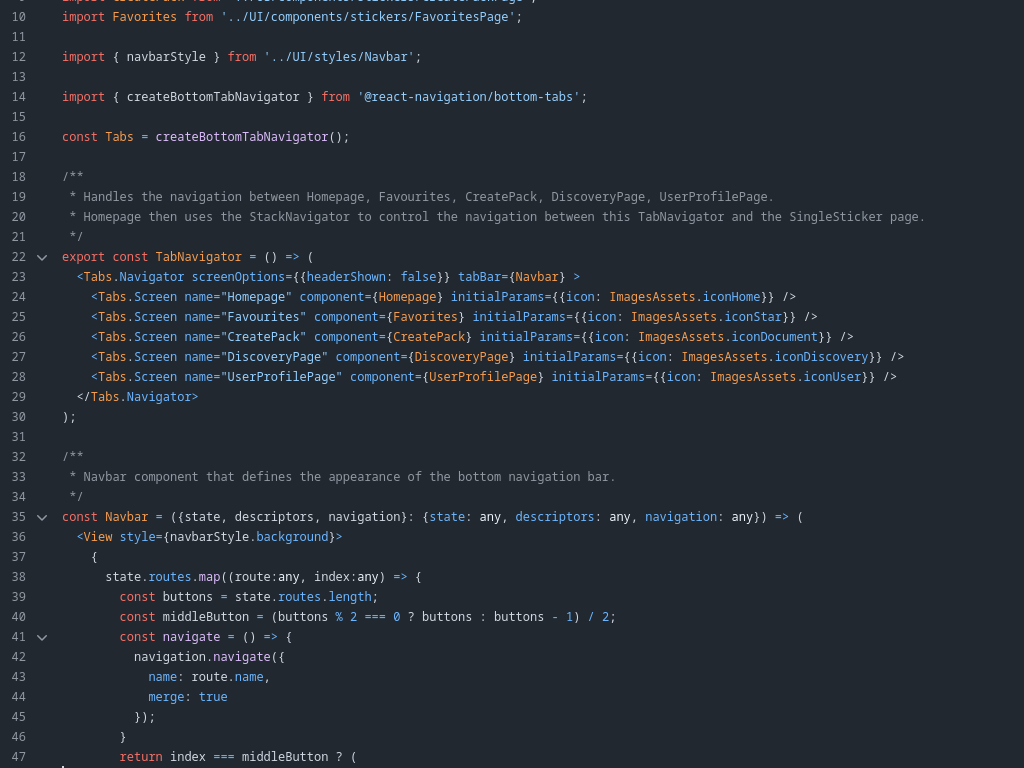 10 import Favorites from '../UI/components/stickers/FavoritesPage';
11
12 import { navbarStyle } from '../UI/styles/Navbar';
13
14 import { createBottomTabNavigator } from '@react-navigation/bottom-tabs';
15
16 const Tabs = createBottomTabNavigator();
17
18 /**
19  * Handles the navigation between Homepage, Favourites, CreatePack, DiscoveryPage, UserProfilePage.
20  * Homepage then uses the StackNavigator to control the navigation between this TabNavigator and the SingleSticker page.
21  */
22 export const TabNavigator = () => (
23   <Tabs.Navigator screenOptions={{headerShown: false}} tabBar={Navbar} >
24     <Tabs.Screen name="Homepage" component={Homepage} initialParams={{icon: ImagesAssets.iconHome}} />
25     <Tabs.Screen name="Favourites" component={Favorites} initialParams={{icon: ImagesAssets.iconStar}} />
26     <Tabs.Screen name="CreatePack" component={CreatePack} initialParams={{icon: ImagesAssets.iconDocument}} />
27     <Tabs.Screen name="DiscoveryPage" component={DiscoveryPage} initialParams={{icon: ImagesAssets.iconDiscovery}} />
28     <Tabs.Screen name="UserProfilePage" component={UserProfilePage} initialParams={{icon: ImagesAssets.iconUser}} />
29   </Tabs.Navigator>
30 );
31
32 /**
33  * Navbar component that defines the appearance of the bottom navigation bar.
34  */
35 const Navbar = ({state, descriptors, navigation}: {state: any, descriptors: any, navigation: any}) => (
36   <View style={navbarStyle.background}>
37     {
38       state.routes.map((route:any, index:any) => {
39         const buttons = state.routes.length;
40         const middleButton = (buttons % 2 === 0 ? buttons : buttons - 1) / 2;
41         const navigate = () => {
42           navigation.navigate({
43             name: route.name,
44             merge: true
45           });
46         }
47         return index === middleButton ? (